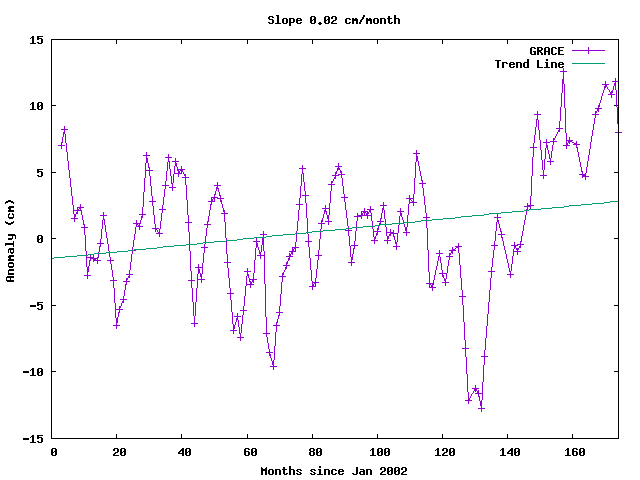 Slope 0.02 cm/month
GRACE
Trend Line
15
10
5
0
-5
-10
-15
Anomaly (cm)
0 20 40 60 80 100 120 140 160
Months since Jan 2002